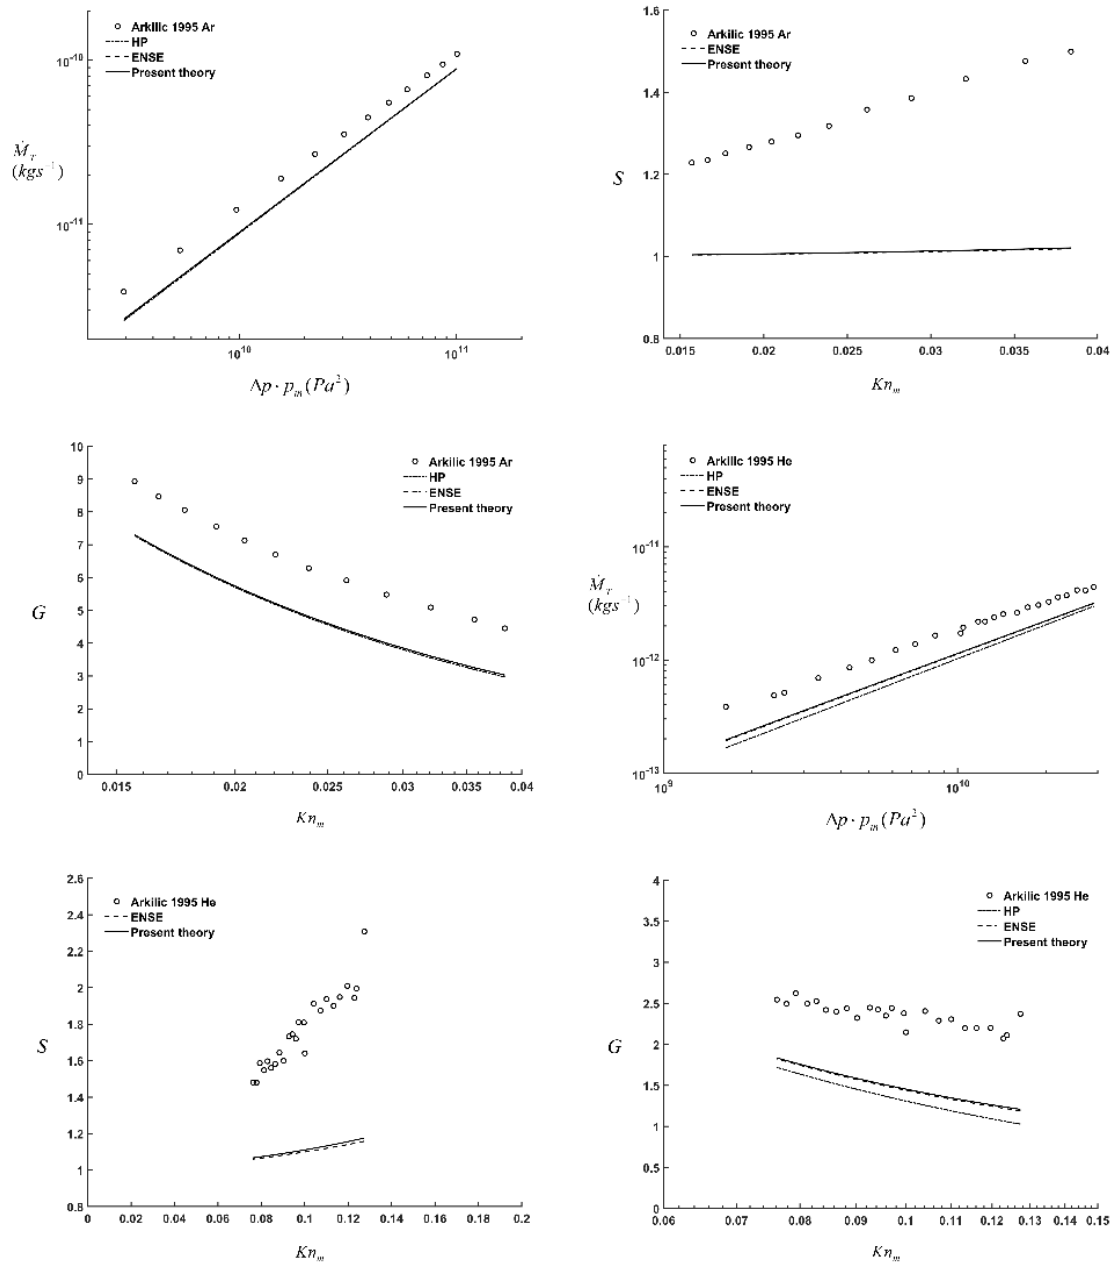 Arkilic 1995 Ar
HP
ENSE
Present theory
10⁻¹⁰
10⁻¹¹
Ṁ_T
(kgs⁻¹)
10¹⁰
10¹¹
Δp · p_in (Pa²)
Arkilic 1995 Ar
ENSE
Present theory
1.6
1.4
1.2
1
0.8
S
0.015
0.02
0.025
0.03
0.035
0.04
Kn_m
Arkilic 1995 Ar
HP
ENSE
Present theory
10
9
8
7
6
5
4
3
2
1
0
G
0.015
0.02
0.025
0.03
0.035
0.04
Kn_m
Arkilic 1995 He
HP
ENSE
Present theory
10⁻¹¹
10⁻¹²
10⁻¹³
Ṁ_T
(kgs⁻¹)
10⁹
10¹⁰
Δp · p_in (Pa²)
Arkilic 1995 He
ENSE
Present theory
2.6
2.4
2.2
2
1.8
1.6
1.4
1.2
1
0.8
S
0
0.02
0.04
0.06
0.08
0.1
0.12
0.14
0.16
0.18
0.2
Kn_m
Arkilic 1995 He
HP
ENSE
Present theory
4
3.5
3
2.5
2
1.5
1
0.5
0
G
0.06
0.07
0.08
0.09
0.1
0.11
0.12
0.13
0.14
0.15
Kn_m